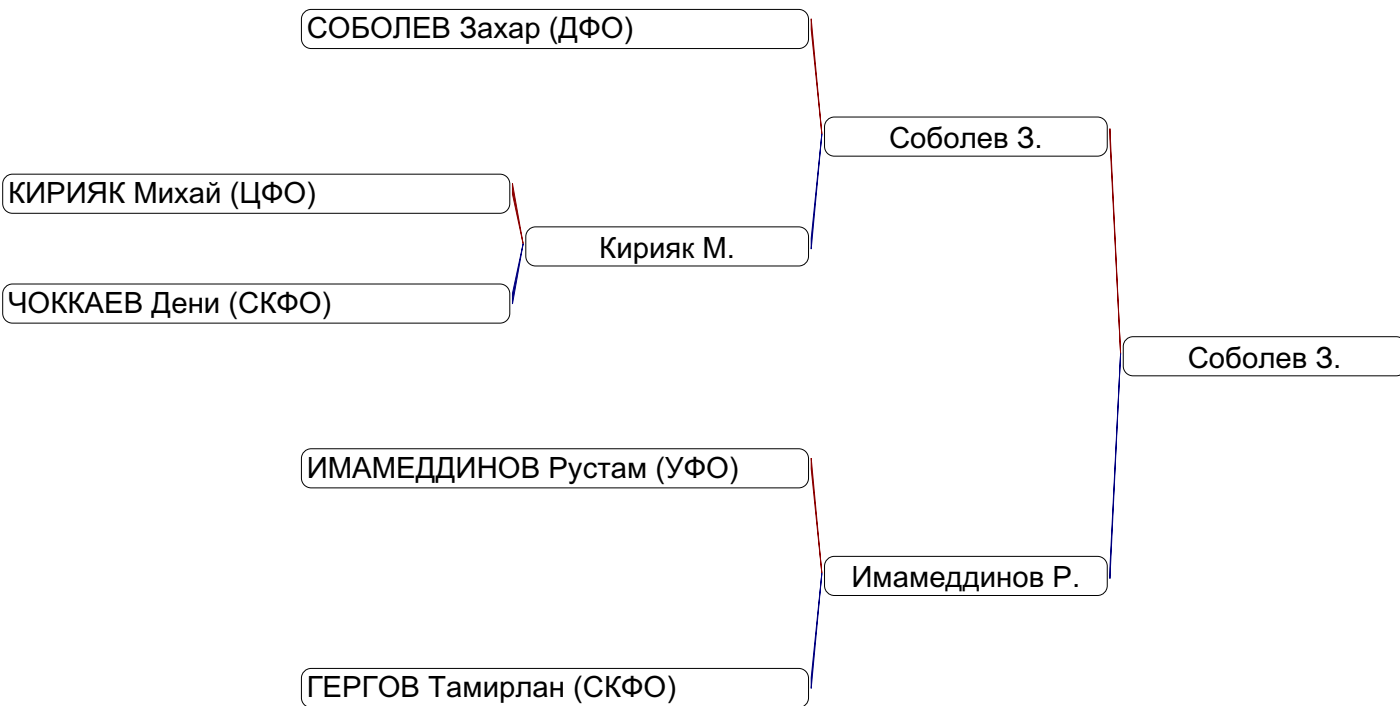 СОБОЛЕВ Захар (ДФО)
Соболев З.
КИРИЯК Михай (ЦФО)
Кирияк М.
ЧОККАЕВ Дени (СКФО)
Соболев З.
ИМАМЕДДИНОВ Рустам (УФО)
Имамеддинов Р.
ГЕРГОВ Тамирлан (СКФО)